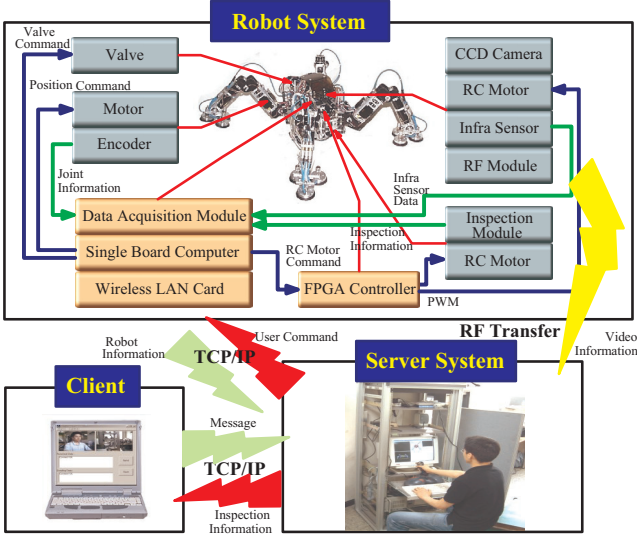 Robot System
Valve
Command
Valve
Position Command
Motor
Encoder
Joint
Information
Data Acquisition Module
Single Board Computer
Wireless LAN Card
CCD Camera
RC Motor
Infra Sensor
RF Module
Infra
Sensor
Data
Inspection
Module
RC Motor
Inspection
Information
RC Motor
Command
FPGA Controller
PWM
RF Transfer
Video
Information
Robot
Information
TCP/IP
User Command
Server System
Client
Message
TCP/IP
Inspection
Information